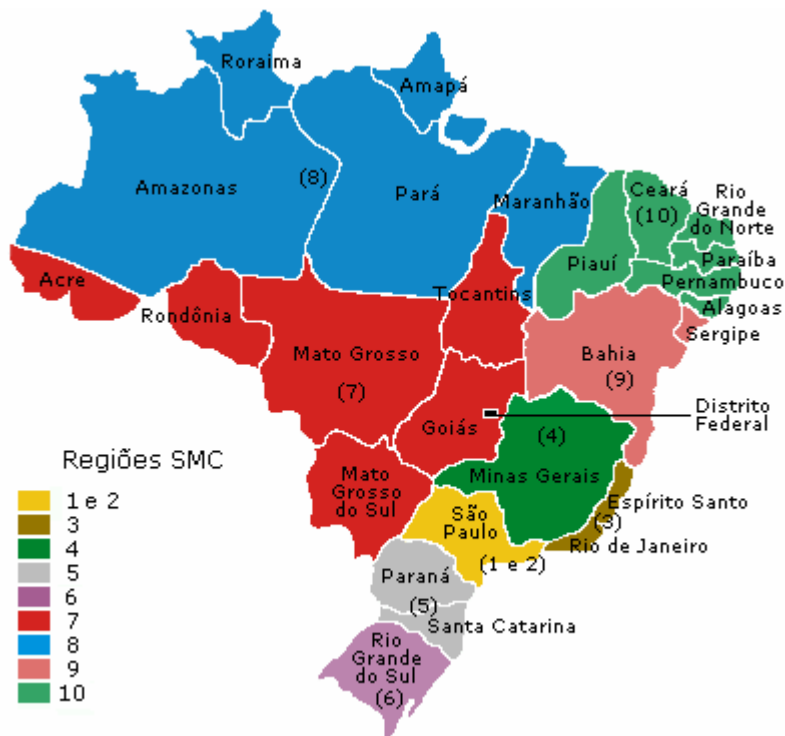 Roraima
Amapá
Amazonas
(8)
Pará
Maranhão
Ceará
(10)
Rio
Grande
do Norte
Piauí
Paraíba
Pernambuco
Alagoas
Sergipe
Acre
Rondônia
Tocantins
Mato Grosso
(7)
Bahia
(9)
Goiás
Distrito
Federal
(4)
Minas Gerais
Mato
Grosso
do Sul
Espírito Santo
(3)
Rio de Janeiro
São
Paulo
(1 e 2)
Paraná
(5)
Santa Catarina
Rio
Grande
do Sul
(6)
Regiões SMC
1 e 2
3
4
5
6
7
8
9
10